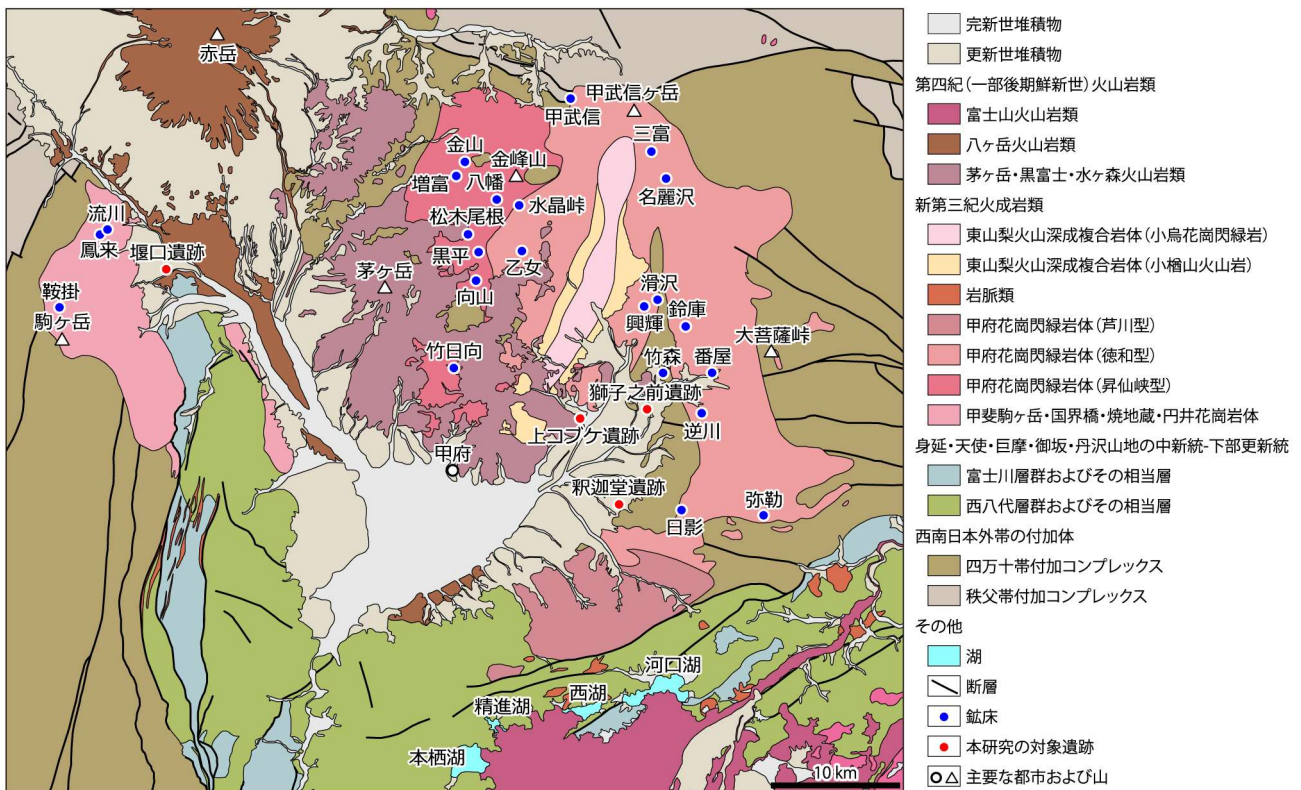 赤岳
甲武信ヶ岳
甲武信
三富
金山
金峰山
増富
八幡
名麗沢
水晶峠
流川
鳳来
松木尾根
堰口遺跡
黒平
乙女
茅ヶ岳
向山
滑沢
鞍掛
興輝
鈴庫
駒ヶ岳
大菩薩峠
竹日向
竹森
番屋
獅子之前遺跡
上コブケ遺跡
逆川
甲府
釈迦堂遺跡
日影
弥勒
河口湖
西湖
精進湖
本栖湖
10 km
完新世堆積物
更新世堆積物
第四紀(一部後期鮮新世)火山岩類
富士山火山岩類
八ヶ岳火山岩類
茅ヶ岳・黒富士・水ヶ森火山岩類
新第三紀火成岩類
東山梨火山深成複合岩体(小烏花崗閃緑岩)
東山梨火山深成複合岩体(小楢山火山岩)
岩脈類
甲府花崗閃緑岩体(芦川型)
甲府花崗閃緑岩体(徳和型)
甲府花崗閃緑岩体(昇仙峡型)
甲斐駒ヶ岳・国界橋・焼地蔵・円井花崗岩体
身延・天使・巨摩・御坂・丹沢山地の中新統-下部更新統
富士川層群およびその相当層
西八代層群およびその相当層
西南日本外帯の付加体
四万十帯付加コンプレックス
秩父帯付加コンプレックス
その他
湖
断層
鉱床
本研究の対象遺跡
主要な都市および山